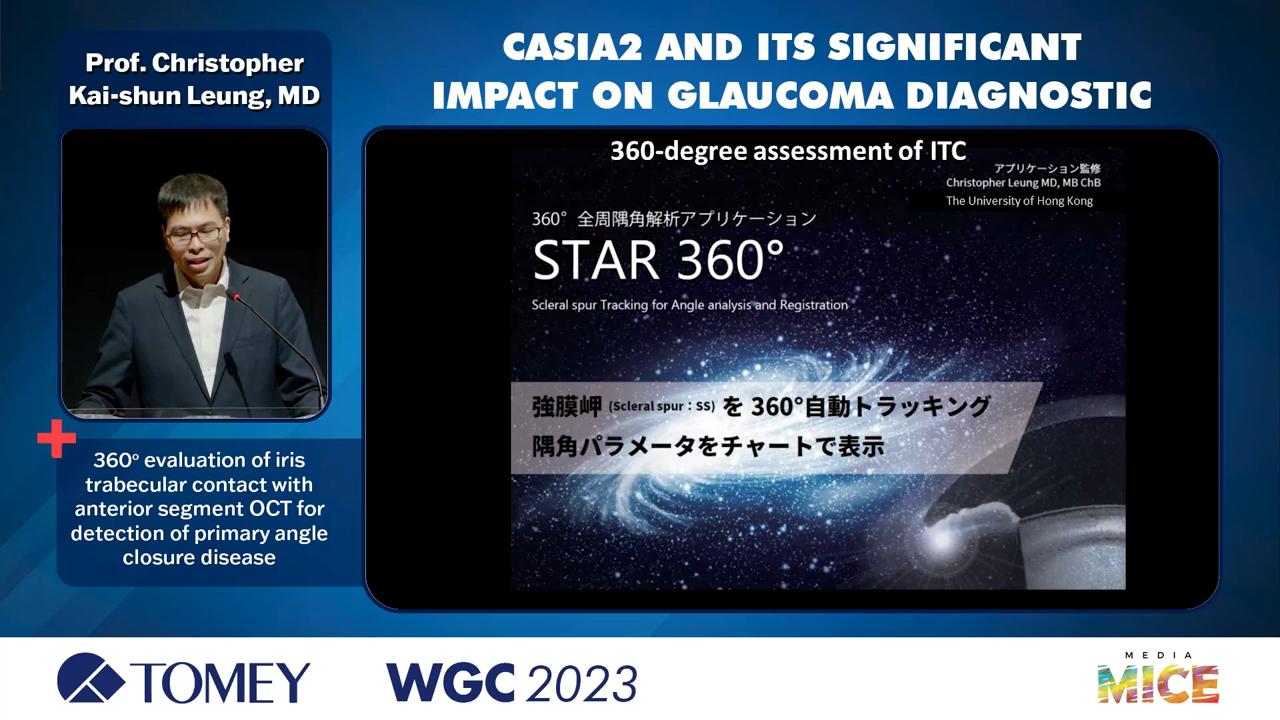 Prof. Christopher
Kai-shun Leung, MD
CASIA2 AND ITS SIGNIFICANT
IMPACT ON GLAUCOMA DIAGNOSTIC
360-degree assessment of ITC
アプリケーション監修
Christopher Leung MD, MB ChB
The University of Hong Kong
360° 全周隅角解析アプリケーション
STAR 360°
Scleral spur Tracking for Angle analysis and Registration
強膜岬 (Scleral spur：SS) を 360°自動トラッキング
隅角パラメータをチャートで表示
360º evaluation of iris
trabecular contact with
anterior segment OCT for
detection of primary angle
closure disease
TOMEY
WGC 2023
MEDIA
MICE